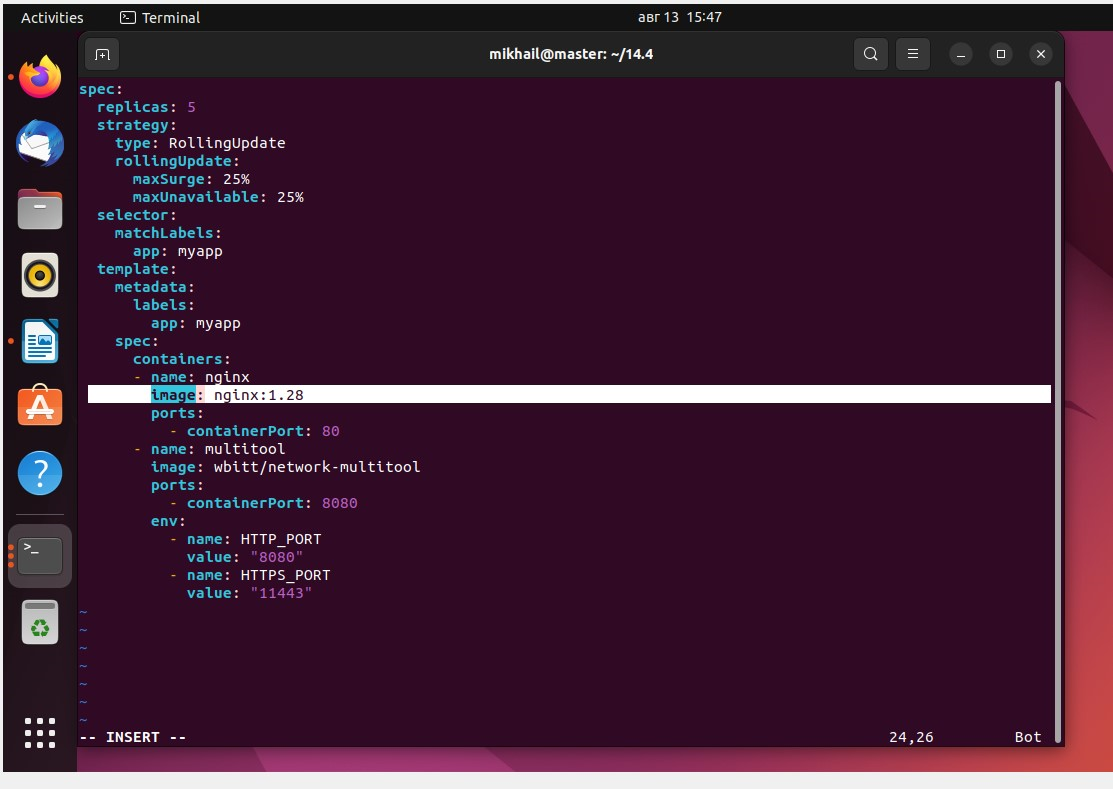 Activities
Terminal
авг 13 15:47
mikhail@master: ~/14.4
spec:
  replicas: 5
  strategy:
    type: RollingUpdate
    rollingUpdate:
      maxSurge: 25%
      maxUnavailable: 25%
  selector:
    matchLabels:
      app: myapp
  template:
    metadata:
      labels:
        app: myapp
    spec:
      containers:
      - name: nginx
        image: nginx:1.28
        ports:
          - containerPort: 80
      - name: multitool
        image: wbitt/network-multitool
        ports:
          - containerPort: 8080
        env:
          - name: HTTP_PORT
            value: "8080"
          - name: HTTPS_PORT
            value: "11443"
~
~
~
~
~
~
~
-- INSERT --
24,26
Bot